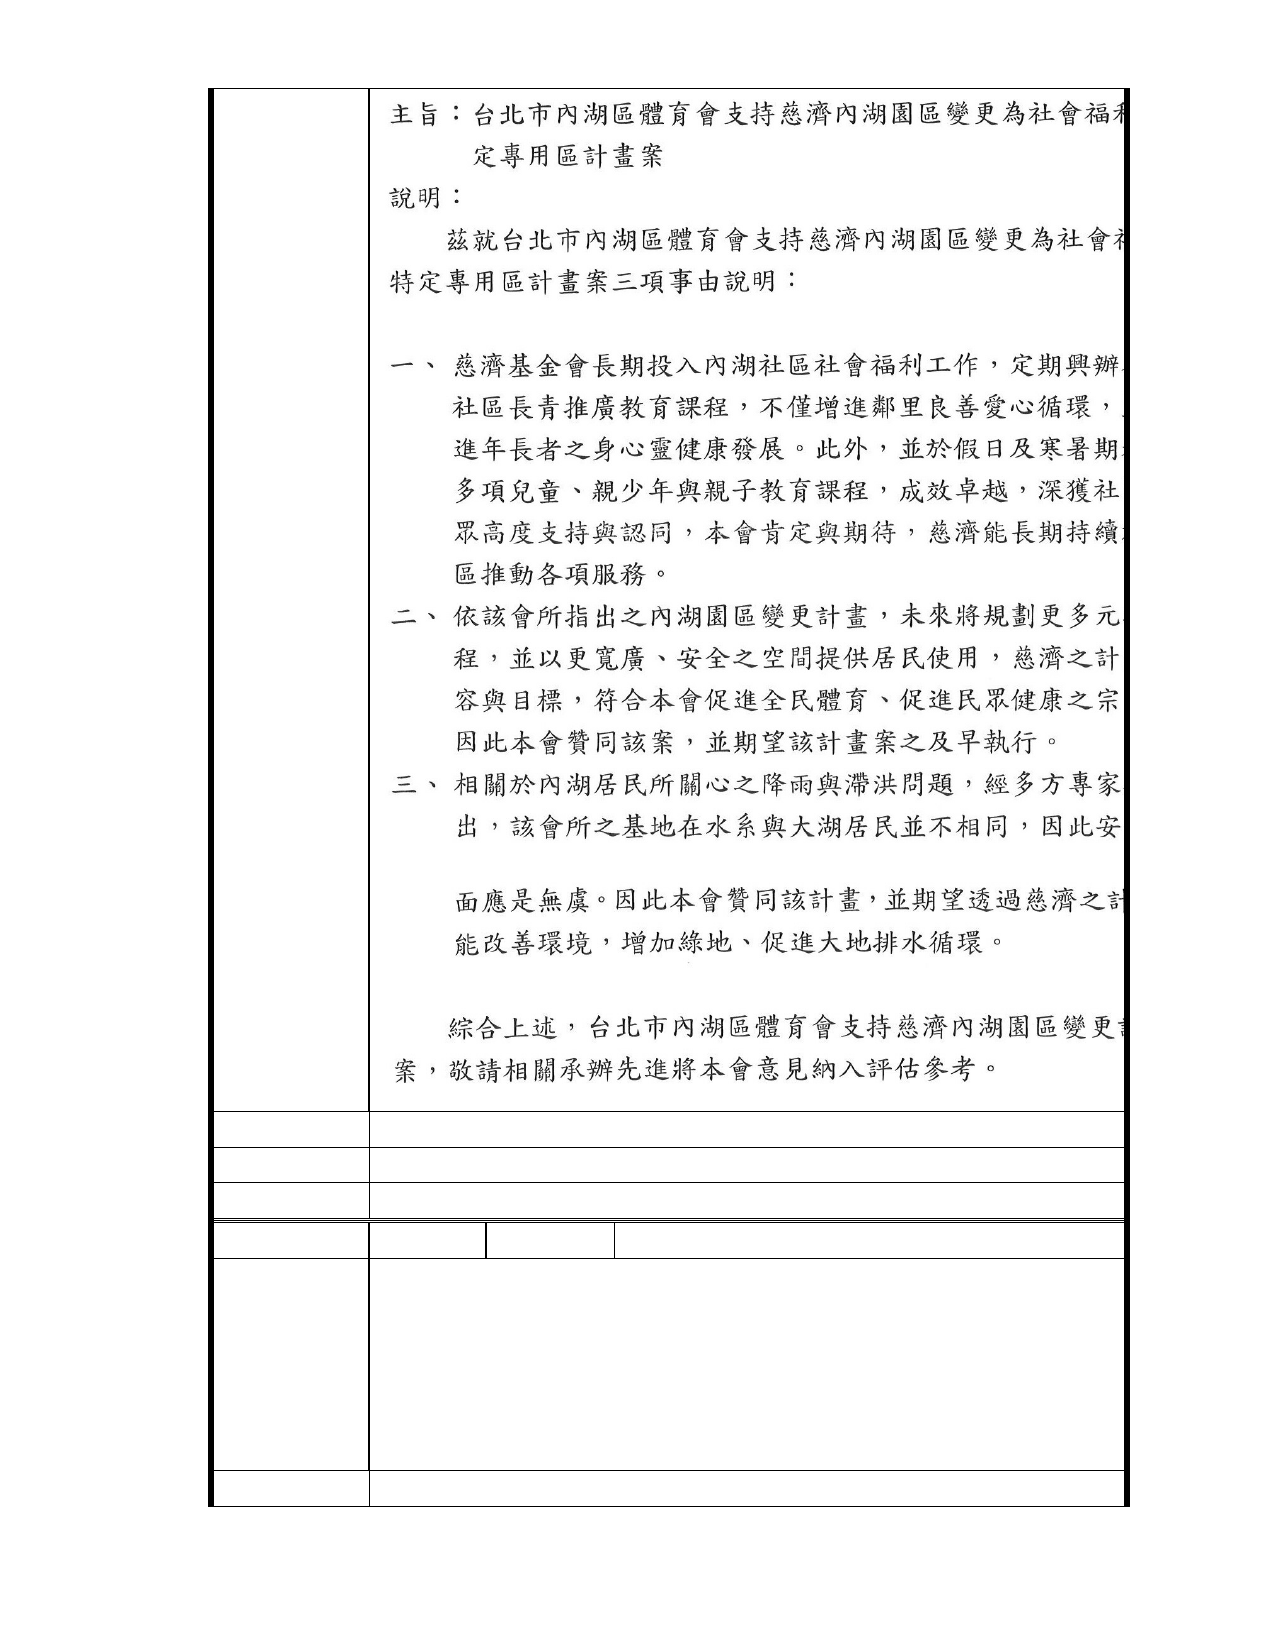 主旨：台北市內湖區體育會支持慈濟內湖園區變更為社會福利
定專用區計畫案
說明：
茲就台北市內湖區體育會支持慈濟內湖園區變更為社會福
特定專用區計畫案三項事由說明：
一、慈濟基金會長期投入內湖社區社會福利工作，定期興辦
社區長青推廣教育課程，不僅增進鄰里良善愛心循環，
進年長者之身心靈健康發展。此外，並於假日及寒暑期
多項兒童、親少年與親子教育課程，成效卓越，深獲社
眾高度支持與認同，本會肯定與期待，慈濟能長期持續
區推動各項服務。
二、依該會所指出之內湖園區變更計畫，未來將規劃更多元
程，並以更寬廣、安全之空間提供居民使用，慈濟之計
容與目標，符合本會促進全民體育、促進民眾健康之宗
因此本會贊同該案，並期望該計畫案之及早執行。
三、相關於內湖居民所關心之降雨與滯洪問題，經多方專家
出，該會所之基地在水系與大湖居民並不相同，因此安
面應是無虞。因此本會贊同該計畫，並期望透過慈濟之計
能改善環境，增加綠地、促進大地排水循環。
綜合上述，台北市內湖區體育會支持慈濟內湖園區變更計
案，敬請相關承辦先進將本會意見納入評估參考。